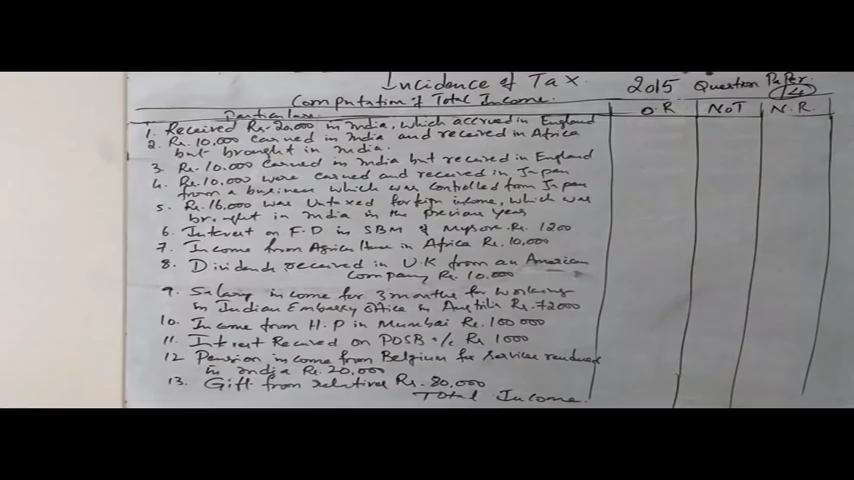 Incidence of Tax 2015 Question Paper
Computation of Total Income. (14)
Particulars. O.R NOT N.R.
1. Received Rs. 20,000 in India, which accrued in England
2. Rs. 10,000 earned in India and received in Africa
but brought in India.
3. Rs. 10,000 earned in India but received in England
4. Rs. 10,000 were earned and received in Japan
from a business which was controlled from Japan
5. Rs. 16,000 was Untaxed foreign income, which was
brought in India in the previous year
6. Interest on F.D in SBM of Mysore Rs. 1200
7. Income from Agriculture in Africa Rs. 10,000
8. Dividends received in U.K from an American
Company Rs. 10,000
9. Salary income for 3 months for working
in Indian Embassy office in Rs. 72000
10. Income from H.P in Mumbai Rs. 100 000
11. Interest Received on POSB a/c Rs 1000
12 Pension income from Belgium for services rendered
in India Rs. 20,000
13. Gift from relatives Rs. 80,000
Total Income.